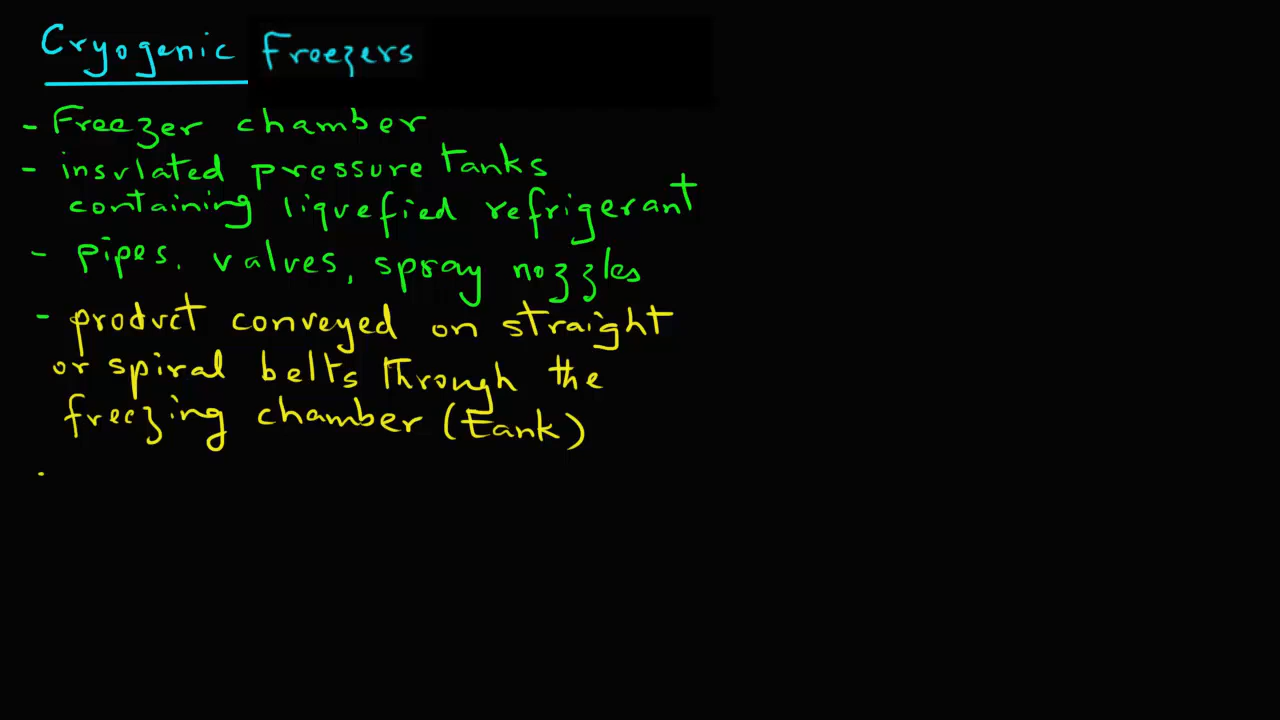 Cryogenic Freezers
- Freezer chamber
- insulated pressure tanks
containing liquefied refrigerant
- pipes. valves, spray nozzles
- product conveyed on straight
or spiral belts through the
freezing chamber (tank)